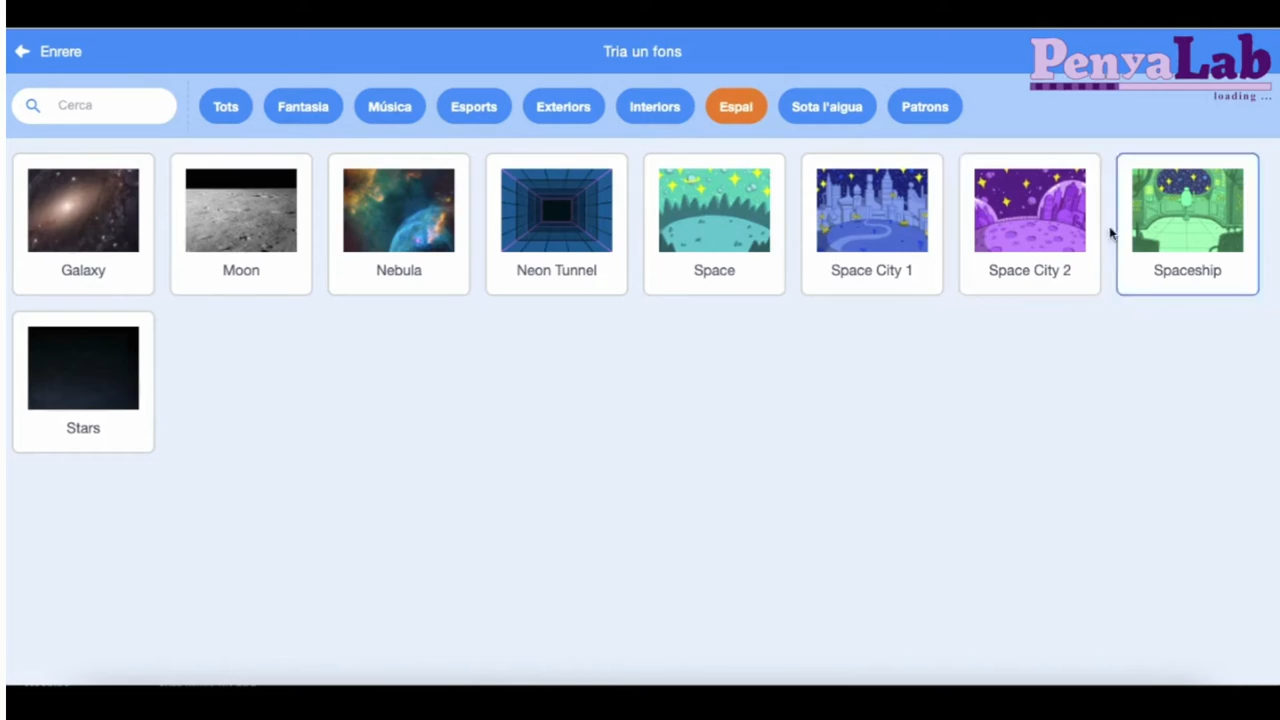 Enrere
Tria un fons
PenyaLab
loading ...
Cerca
Tots
Fantasia
Música
Esports
Exteriors
Interiors
Espai
Sota l'aigua
Patrons
Galaxy
Moon
Nebula
Neon Tunnel
Space
Space City 1
Space City 2
Spaceship
Stars